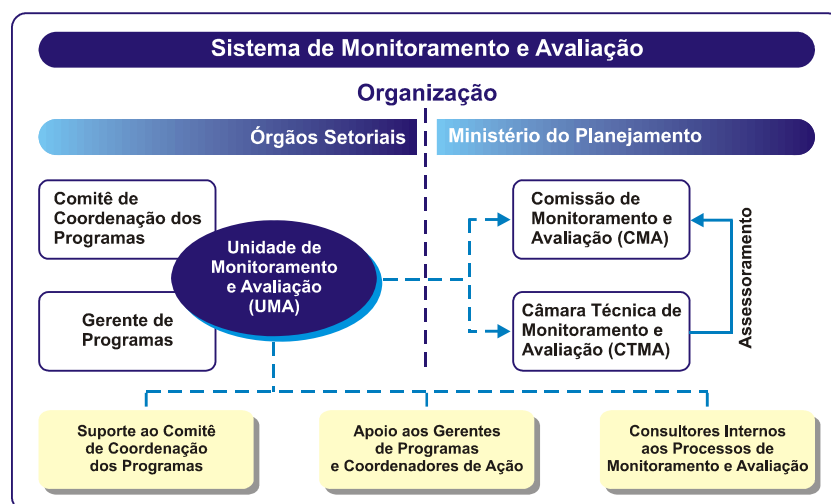 Sistema de Monitoramento e Avaliação
Organização
Órgãos Setoriais
Ministério do Planejamento
Comitê de
Coordenação dos
Programas
Unidade de
Monitoramento
e Avaliação
(UMA)
Gerente de
Programas
Comissão de
Monitoramento e
Avaliação (CMA)
Câmara Técnica de
Monitoramento e
Avaliação (CTMA)
Assessoramento
Suporte ao Comitê
de Coordenação
dos Programas
Apoio aos Gerentes
de Programas
e Coordenadores de Ação
Consultores Internos
aos Processos de
Monitoramento e Avaliação